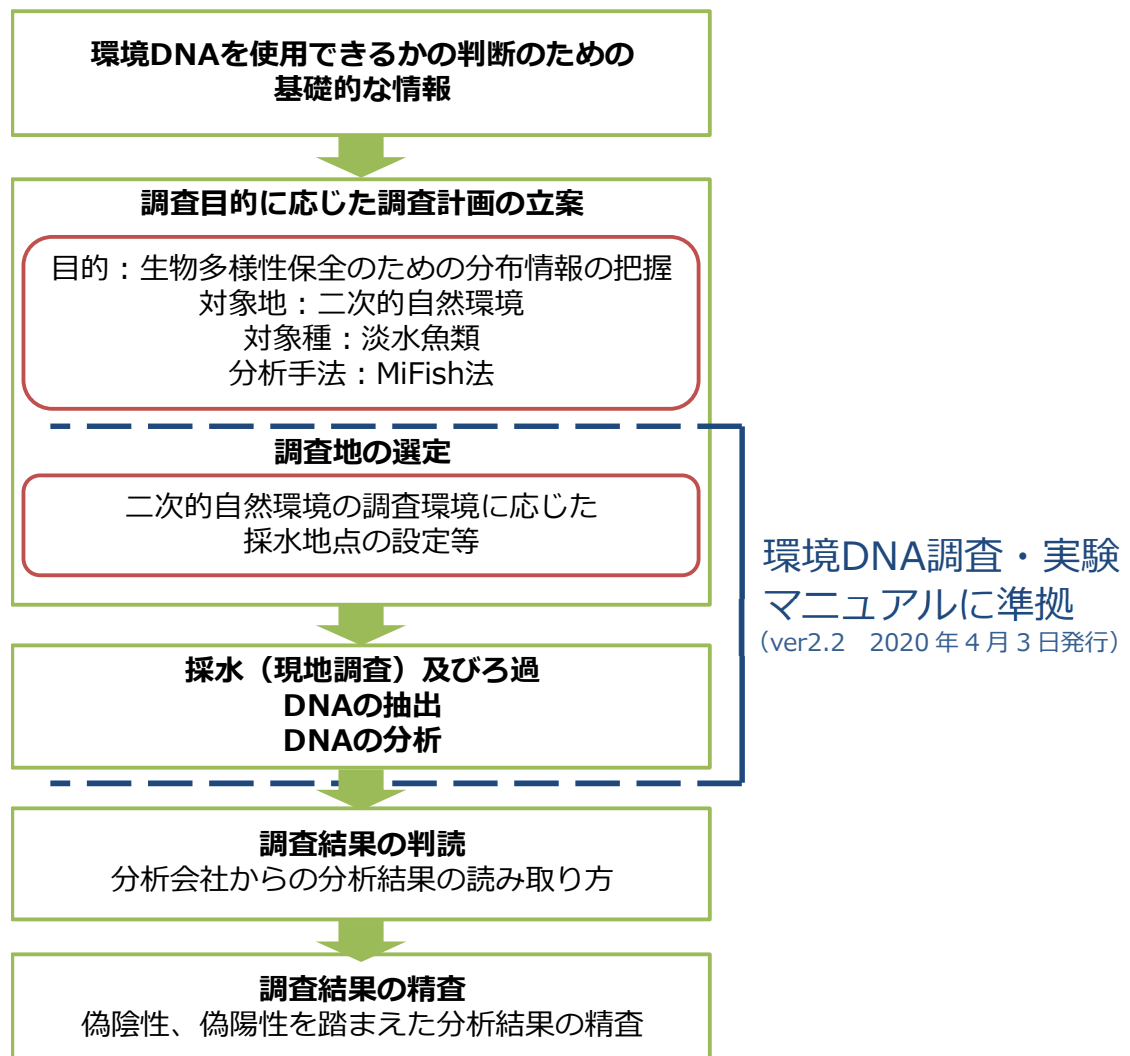 環境DNAを使用できるかの判断のための
基礎的な情報
調査目的に応じた調査計画の立案
目的：生物多様性保全のための分布情報の把握
対象地：二次的自然環境
対象種：淡水魚類
分析手法：MiFish法
調査地の選定
二次的自然環境の調査環境に応じた
採水地点の設定等
環境DNA調査・実験
マニュアルに準拠
（ver2.2　2020 年 4 月 3 日発行）
採水（現地調査）及びろ過
DNAの抽出
DNAの分析
調査結果の判読
分析会社からの分析結果の読み取り方
調査結果の精査
偽陰性、偽陽性を踏まえた分析結果の精査